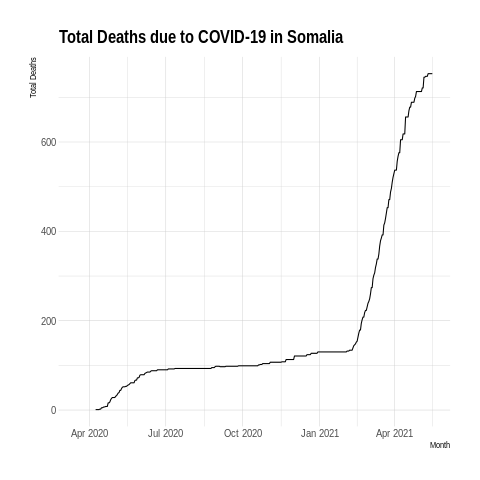 Total Deaths due to COVID-19 in Somalia
Total Deaths
600
400
200
0
Apr 2020 Jul 2020 Oct 2020 Jan 2021 Apr 2021
Month